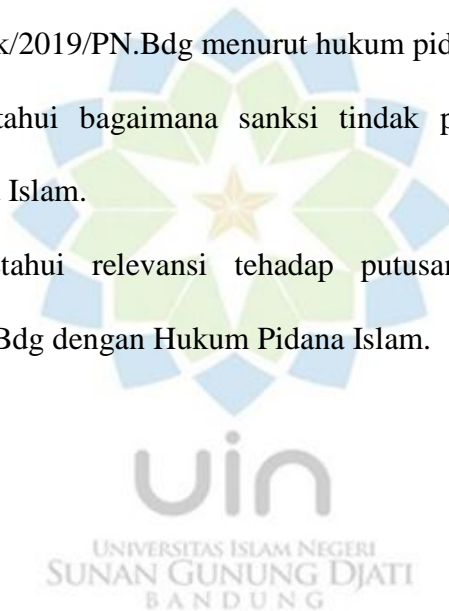 k/2019/PN.Bdg menurut hukum pid
tahui bagaimana sanksi tindak p
Islam.
tahui relevansi tehadap putusan
Bdg dengan Hukum Pidana Islam.
uin
UNIVERSITAS ISLAM NEGERI
SUNAN GUNUNG DJATI
BANDUNG